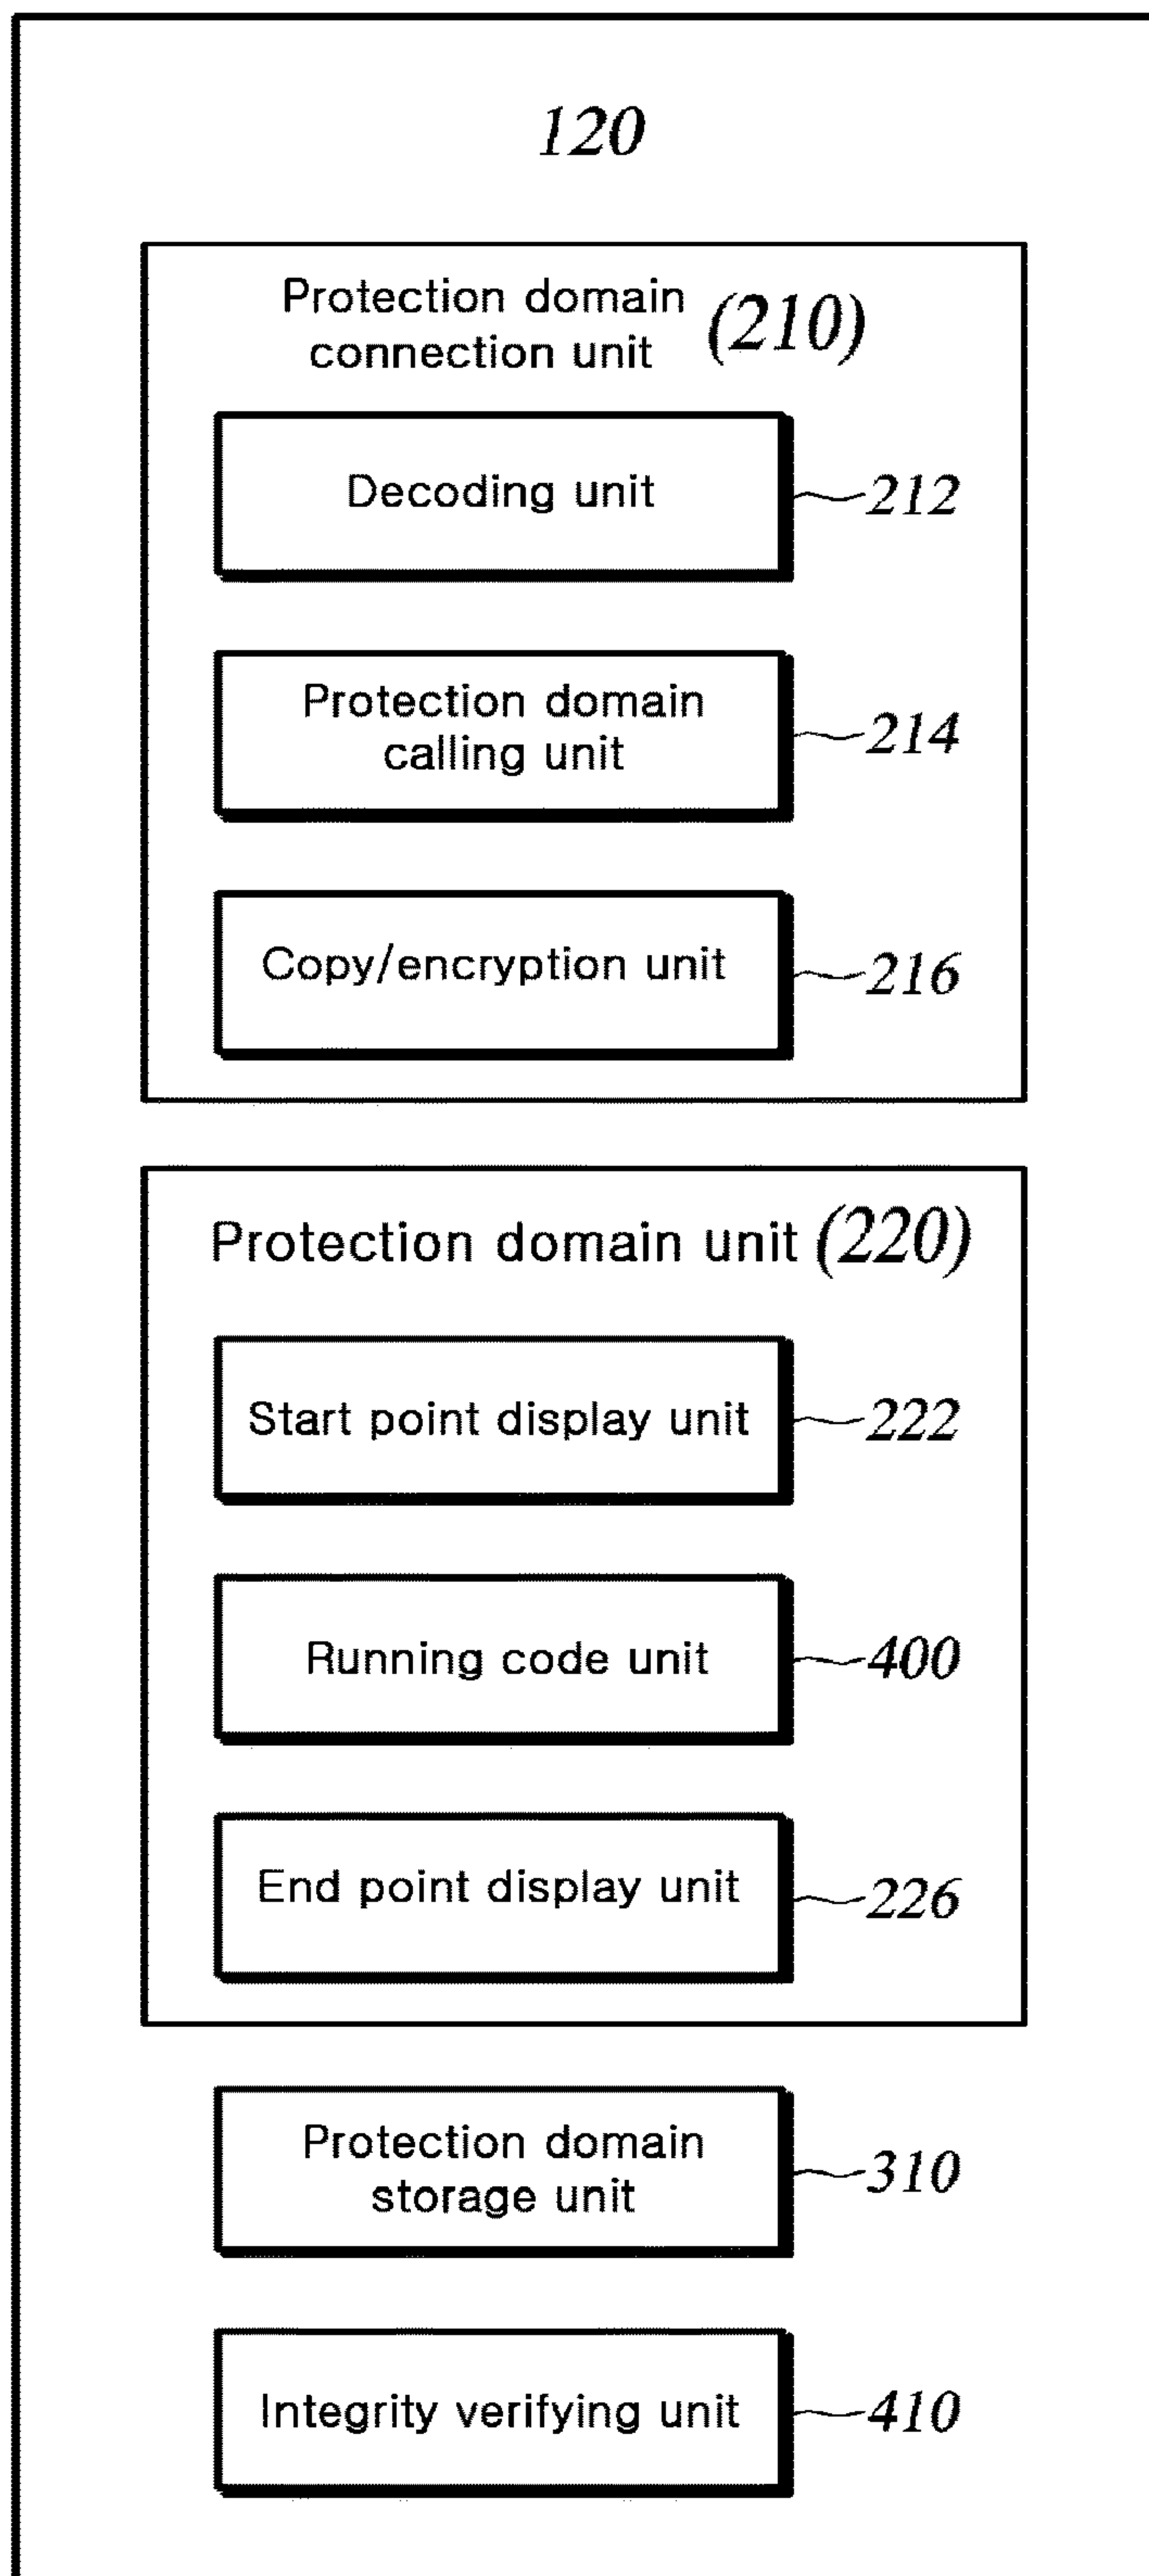 120
Protection domain
connection unit (210)
Decoding unit 212
Protection domain
calling unit 214
Copy/encryption unit 216
Protection domain unit (220)
Start point display unit 222
Running code unit 400
End point display unit 226
Protection domain
storage unit 310
Integrity verifying unit 410